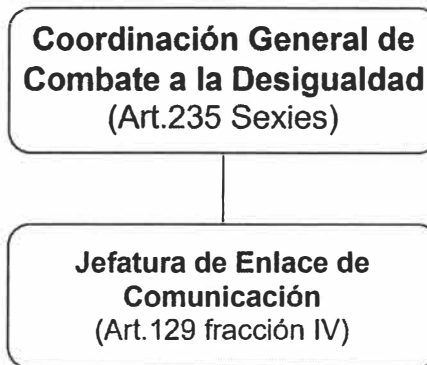 Coordinación General de
Combate a la Desigualdad
(Art.235 Sexies)
Jefatura de Enlace de
Comunicación
(Art.129 fracción IV)